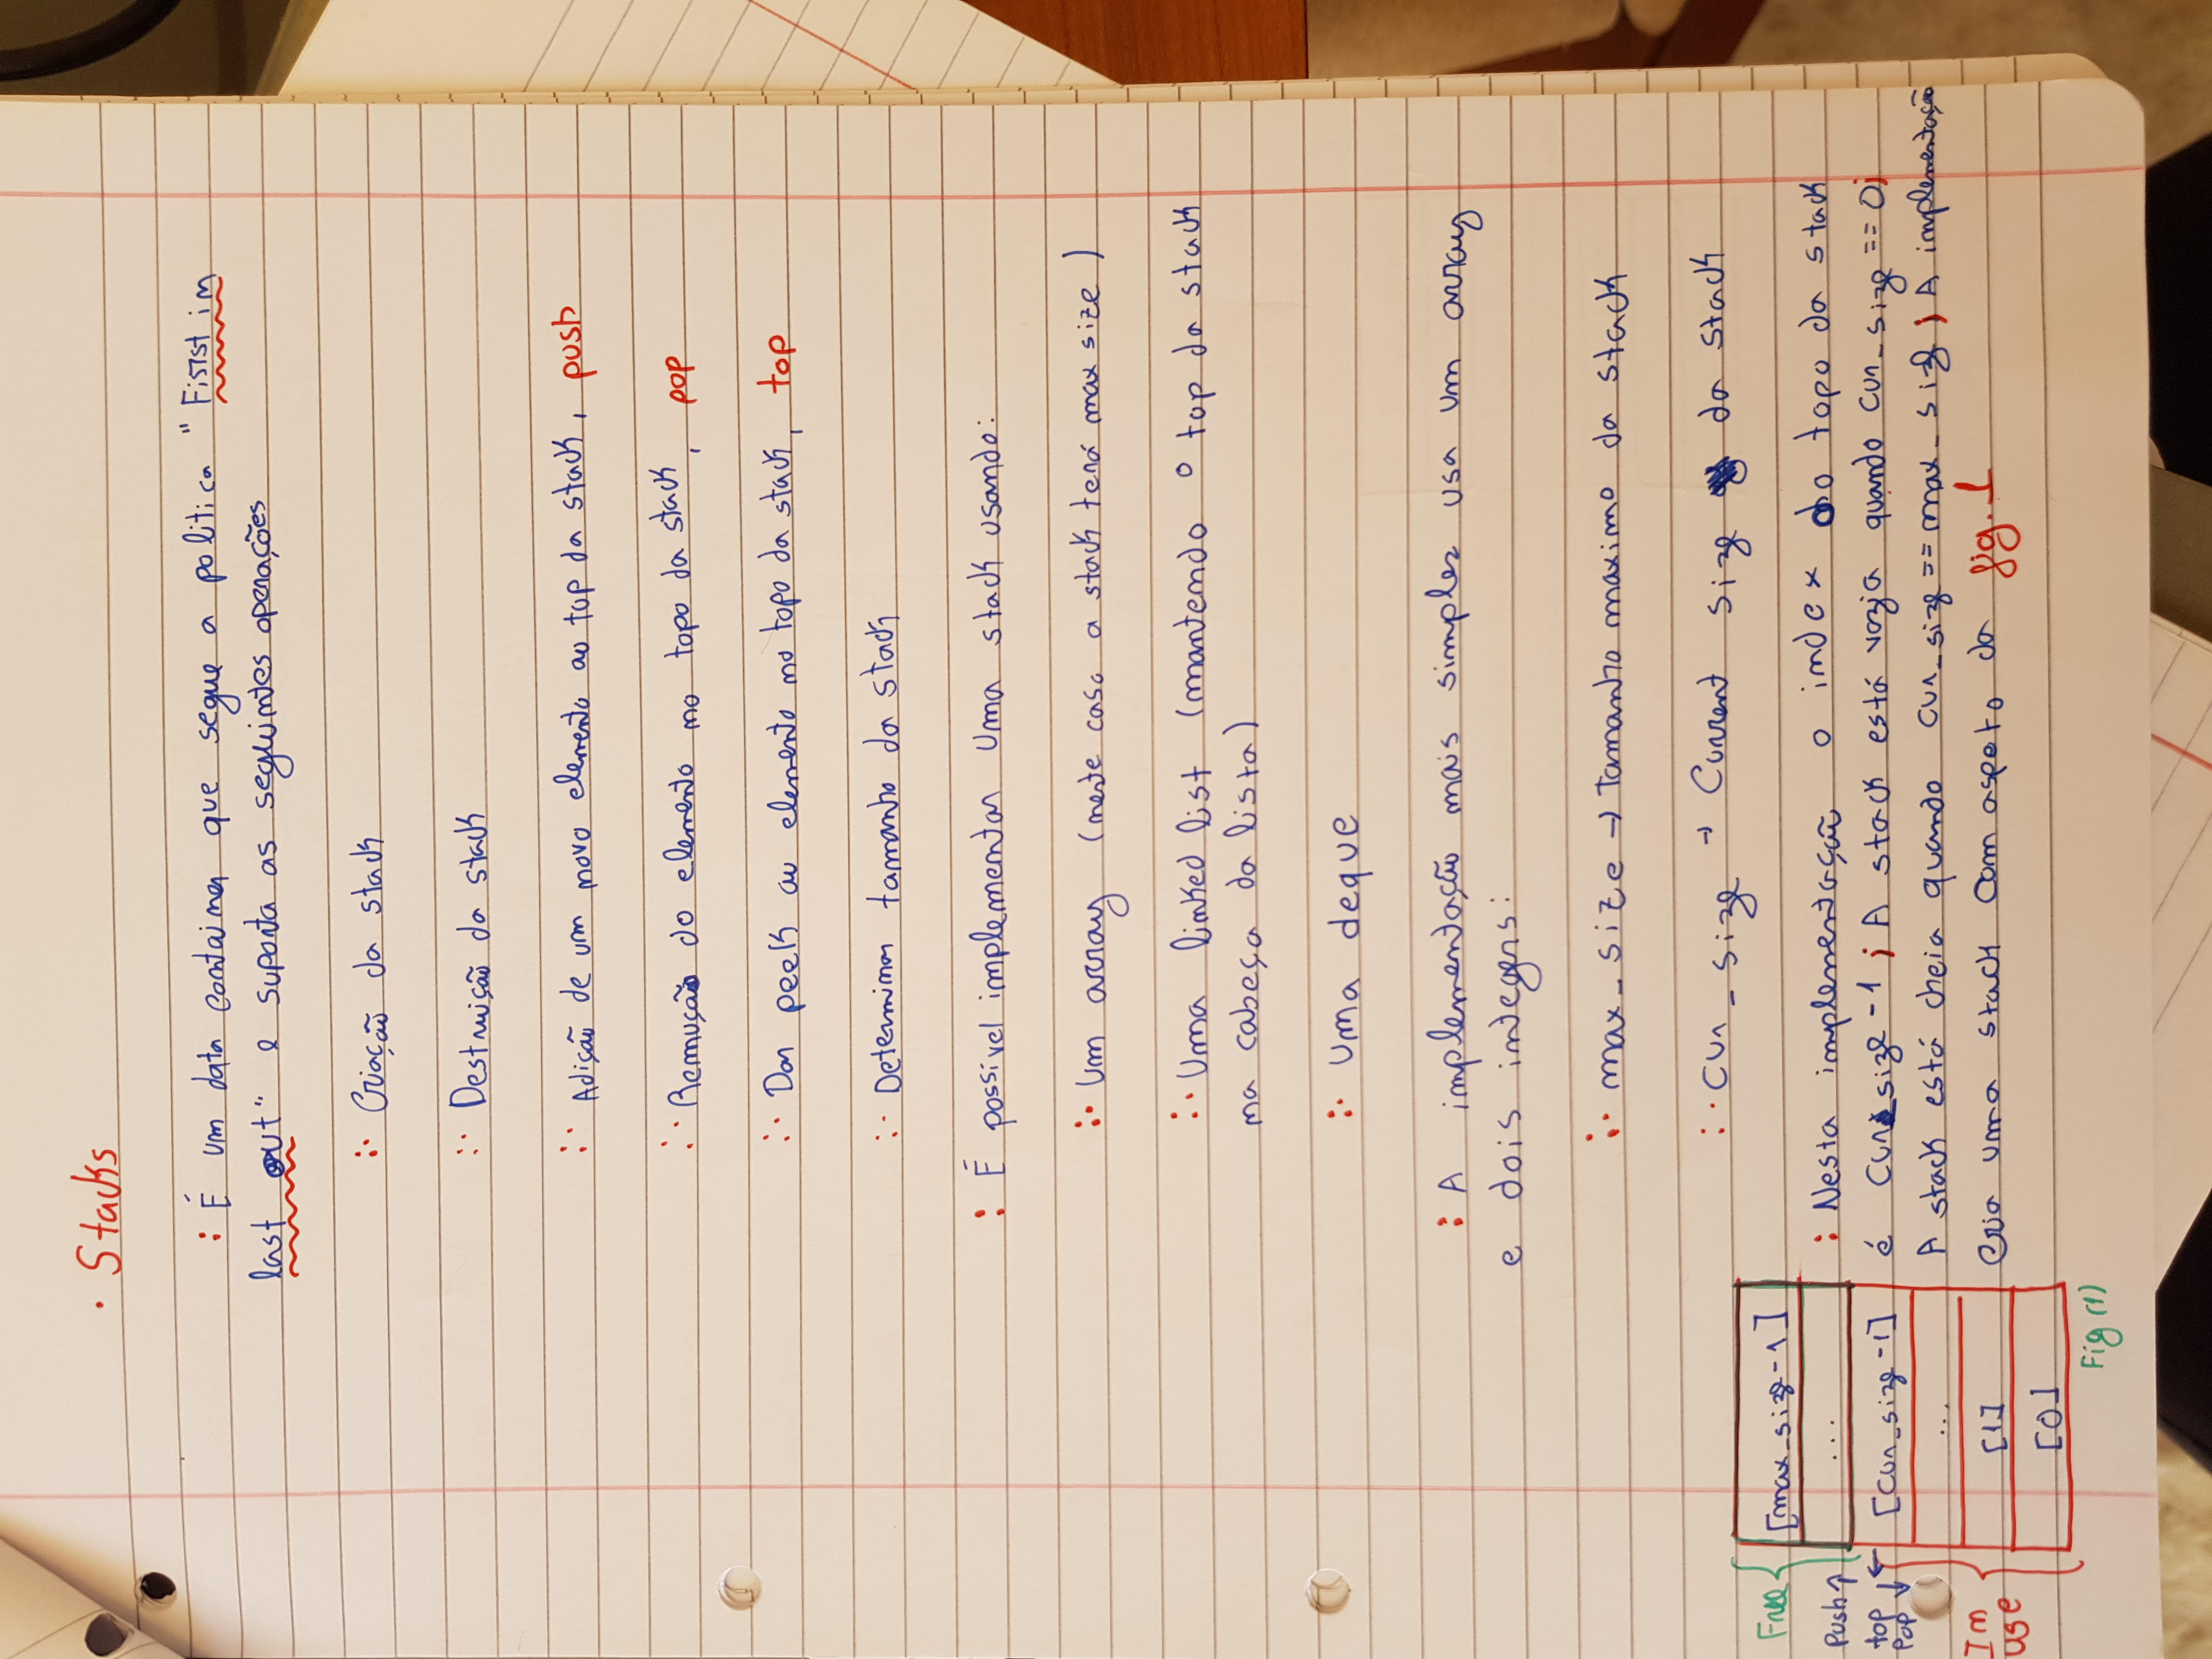 · Stacks
: É um data container que segue a politica "First in
last out" e suporta as seguintes operações
:· Criação da stack
:· Destruição da stack
:· Adição de um novo elemento ao top da stack, push
:· Remução do elemento no topo da stack, pop
:· Dar peek ao elemento no topo da stack, top
:· Determinar tamanho da stack
: É possivel implementar uma stack usando:
:· Um array (neste caso a stack terá max size)
:· Uma linked list (mantendo o top da stack
na cabeça da lista)
:· Uma deque
: A implementação mais simples usa um array
e dois integers:
:· max_size → Tamanho maximo da stack
:· cur_size → Current size da stack
: Nesta implementação o index do topo da stack
é cur_size-1; A stack está vazia quando cur_size == 0;
A stack está cheia quando cur_size == max_size; A implementação
cria uma stack com aspeto da fig. 1
Free
[max_size-1]
...
Push ↑
top ←
Pop ↓
[cur_size-1]
...
In
use
[1]
[0]
Fig (1)